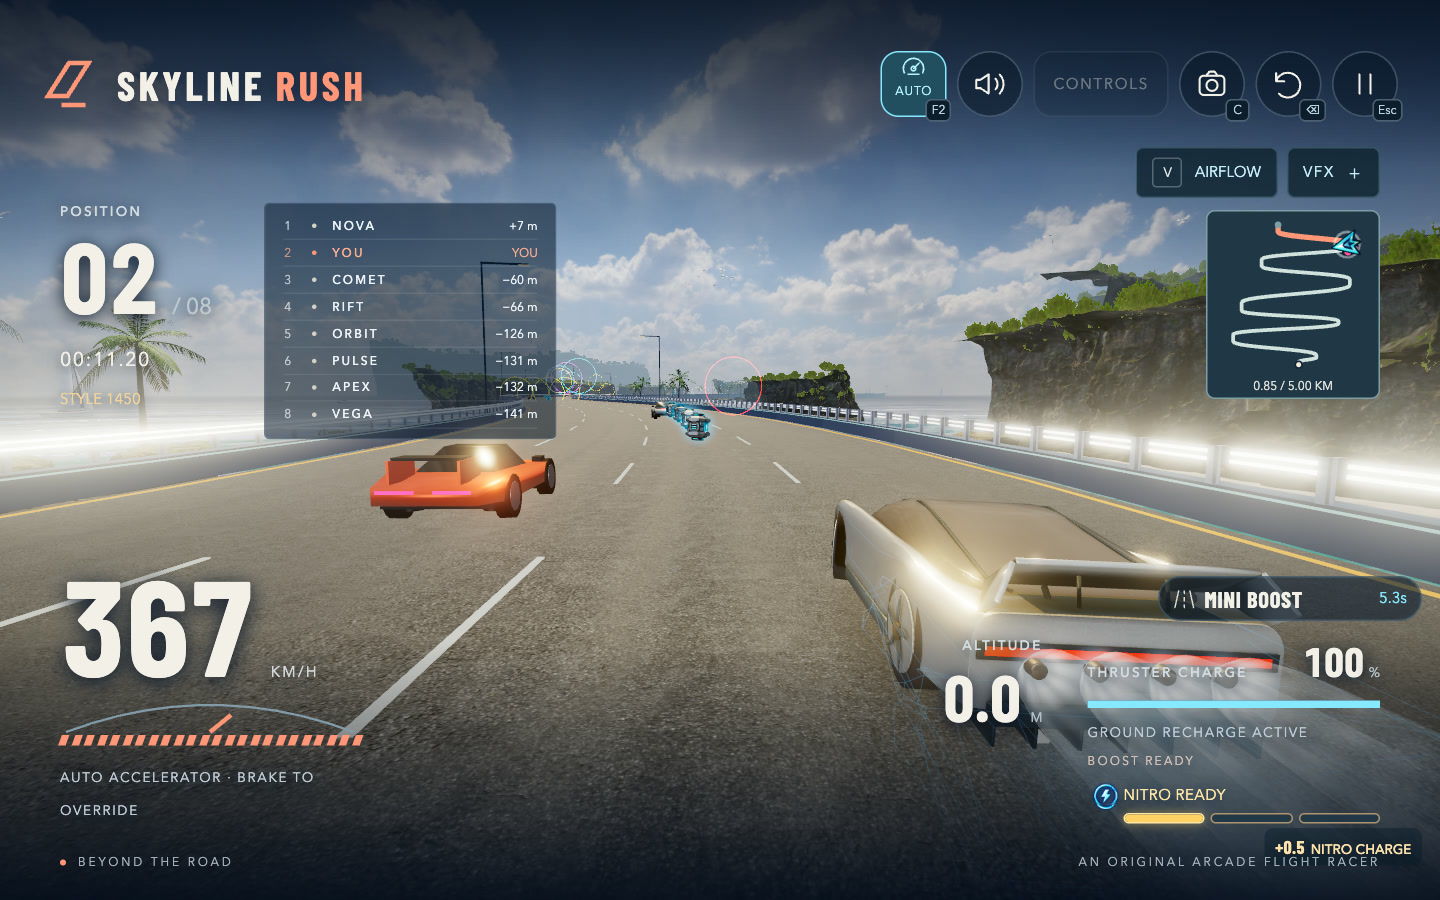 SKYLINE RUSH
AUTO
F2
CONTROLS
C
⌫
Esc
V AIRFLOW
VFX +
POSITION
02 / 08
00:11.20
STYLE 1450
1 • NOVA +7 m
2 • YOU YOU
3 • COMET −60 m
4 • RIFT −66 m
5 • ORBIT −126 m
6 • PULSE −131 m
7 • APEX −132 m
8 • VEGA −141 m
0.85 / 5.00 KM
367 KM/H
AUTO ACCELERATOR · BRAKE TO
OVERRIDE
MINI BOOST 5.3s
ALTITUDE
0.0 M
THRUSTER CHARGE 100 %
GROUND RECHARGE ACTIVE
BOOST READY
NITRO READY
+0.5 NITRO CHARGE
• BEYOND THE ROAD
AN ORIGINAL ARCADE FLIGHT RACER